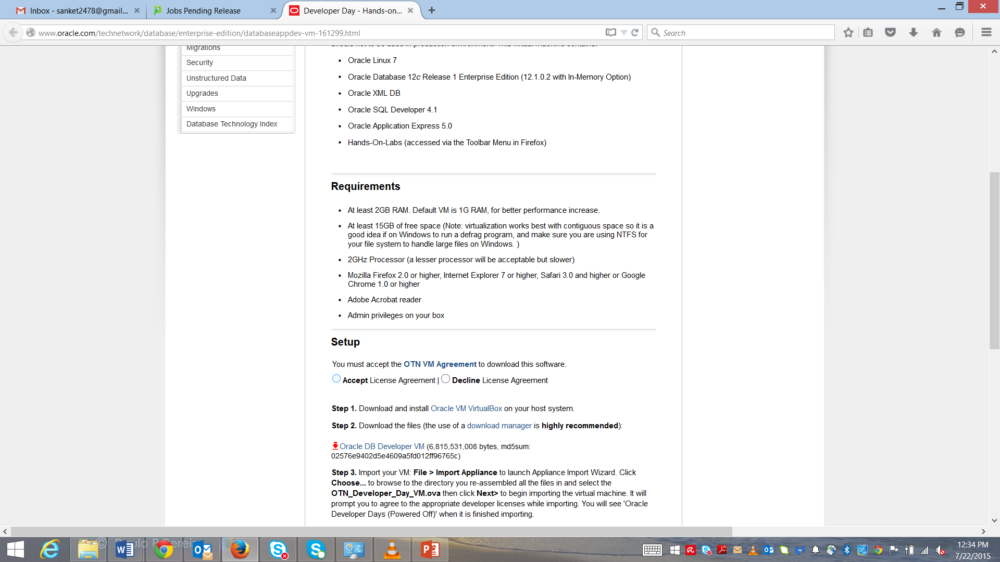 Inbox - sanket2478@gmail...
Jobs Pending Release
Developer Day - Hands-on...
www.oracle.com/technetwork/database/enterprise-edition/databaseappdev-vm-161299.html
Search
Migrations
Security
Unstructured Data
Upgrades
Windows
Database Technology Index
should not to be used in production environment. This virtual machine contains:
▪ Oracle Linux 7
▪ Oracle Database 12c Release 1 Enterprise Edition (12.1.0.2 with In-Memory Option)
▪ Oracle XML DB
▪ Oracle SQL Developer 4.1
▪ Oracle Application Express 5.0
▪ Hands-On-Labs (accessed via the Toolbar Menu in Firefox)
Requirements
▪ At least 2GB RAM. Default VM is 1G RAM, for better performance increase.
▪ At least 15GB of free space (Note: virtualization works best with contiguous space so it is a
good idea if on Windows to run a defrag program, and make sure you are using NTFS for
your file system to handle large files on Windows. )
▪ 2GHz Processor (a lesser processor will be acceptable but slower)
▪ Mozilla Firefox 2.0 or higher, Internet Explorer 7 or higher, Safari 3.0 and higher or Google
Chrome 1.0 or higher
▪ Adobe Acrobat reader
▪ Admin privileges on your box
Setup
You must accept the OTN VM Agreement to download this software.
Accept License Agreement | Decline License Agreement
Step 1. Download and install Oracle VM VirtualBox on your host system.
Step 2. Download the files (the use of a download manager is highly recommended):
Oracle DB Developer VM (6,815,531,008 bytes, md5sum:
02576e9402d5e4609a5fd012ff96765c)
Step 3. Import your VM: File > Import Appliance to launch Appliance Import Wizard. Click
Choose... to browse to the directory you re-assembled all the files in and select the
OTN_Developer_Day_VM.ova then click Next> to begin importing the virtual machine. It will
prompt you to agree to the appropriate developer licenses while importing. You will see 'Oracle
Developer Days (Powered Off)' when it is finished importing.
12:34 PM
7/22/2015